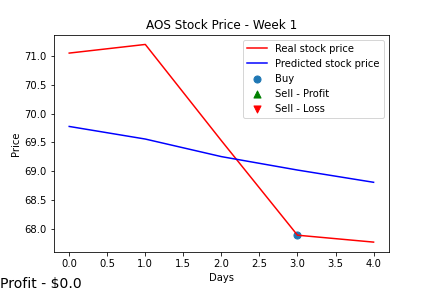 AOS Stock Price - Week 1
Real stock price
Predicted stock price
Buy
Sell - Profit
Sell - Loss
Price
71.0
70.5
70.0
69.5
69.0
68.5
68.0
0.0 0.5 1.0 1.5 2.0 2.5 3.0 3.5 4.0
Days
Profit - $0.0